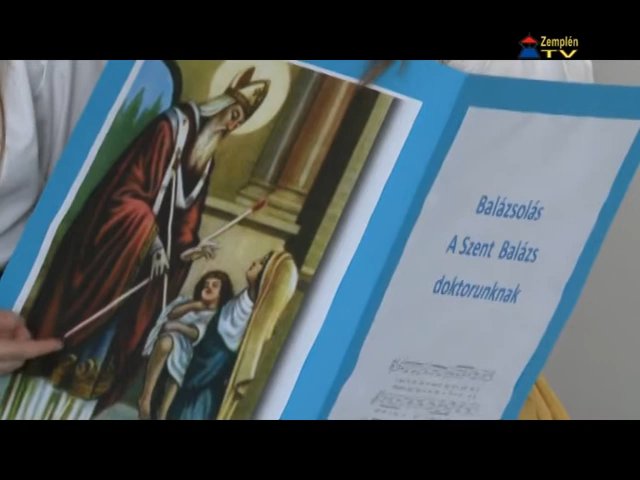 Zemplén
TV
Balázsolás
A Szent Balázs
doktorunknak